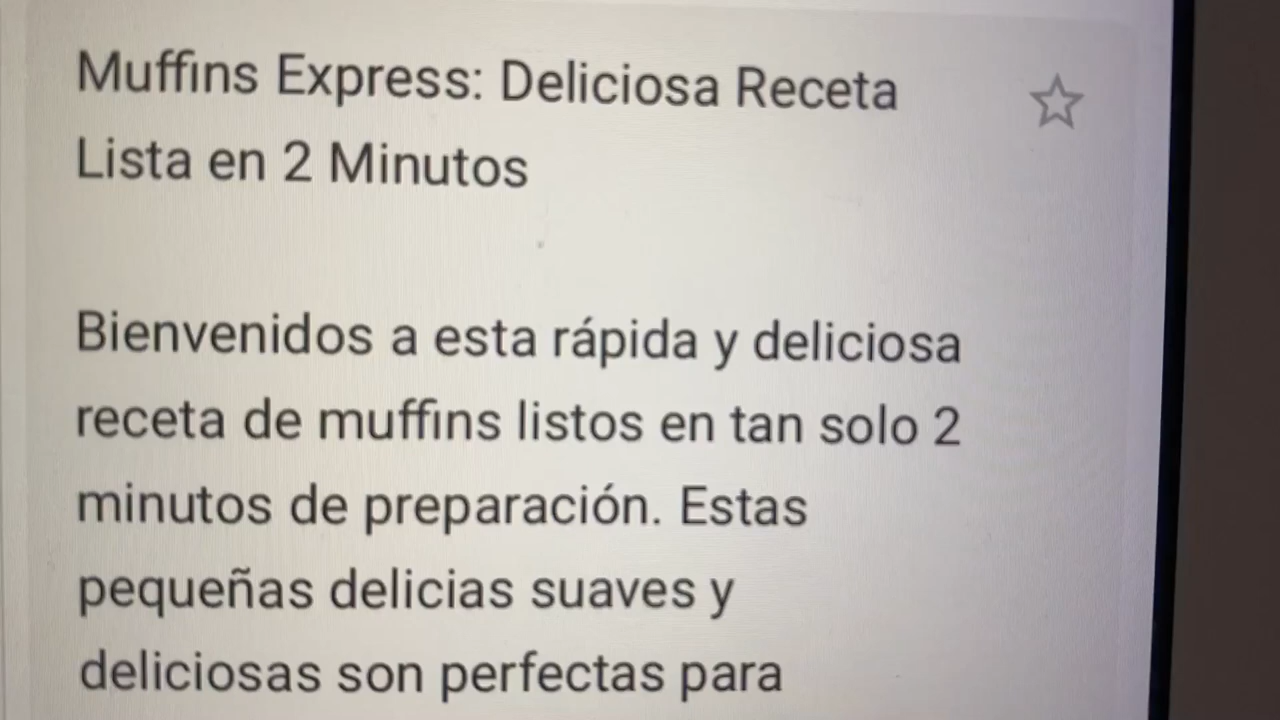 Muffins Express: Deliciosa Receta
Lista en 2 Minutos
Bienvenidos a esta rápida y deliciosa
receta de muffins listos en tan solo 2
minutos de preparación. Estas
pequeñas delicias suaves y
deliciosas son perfectas para